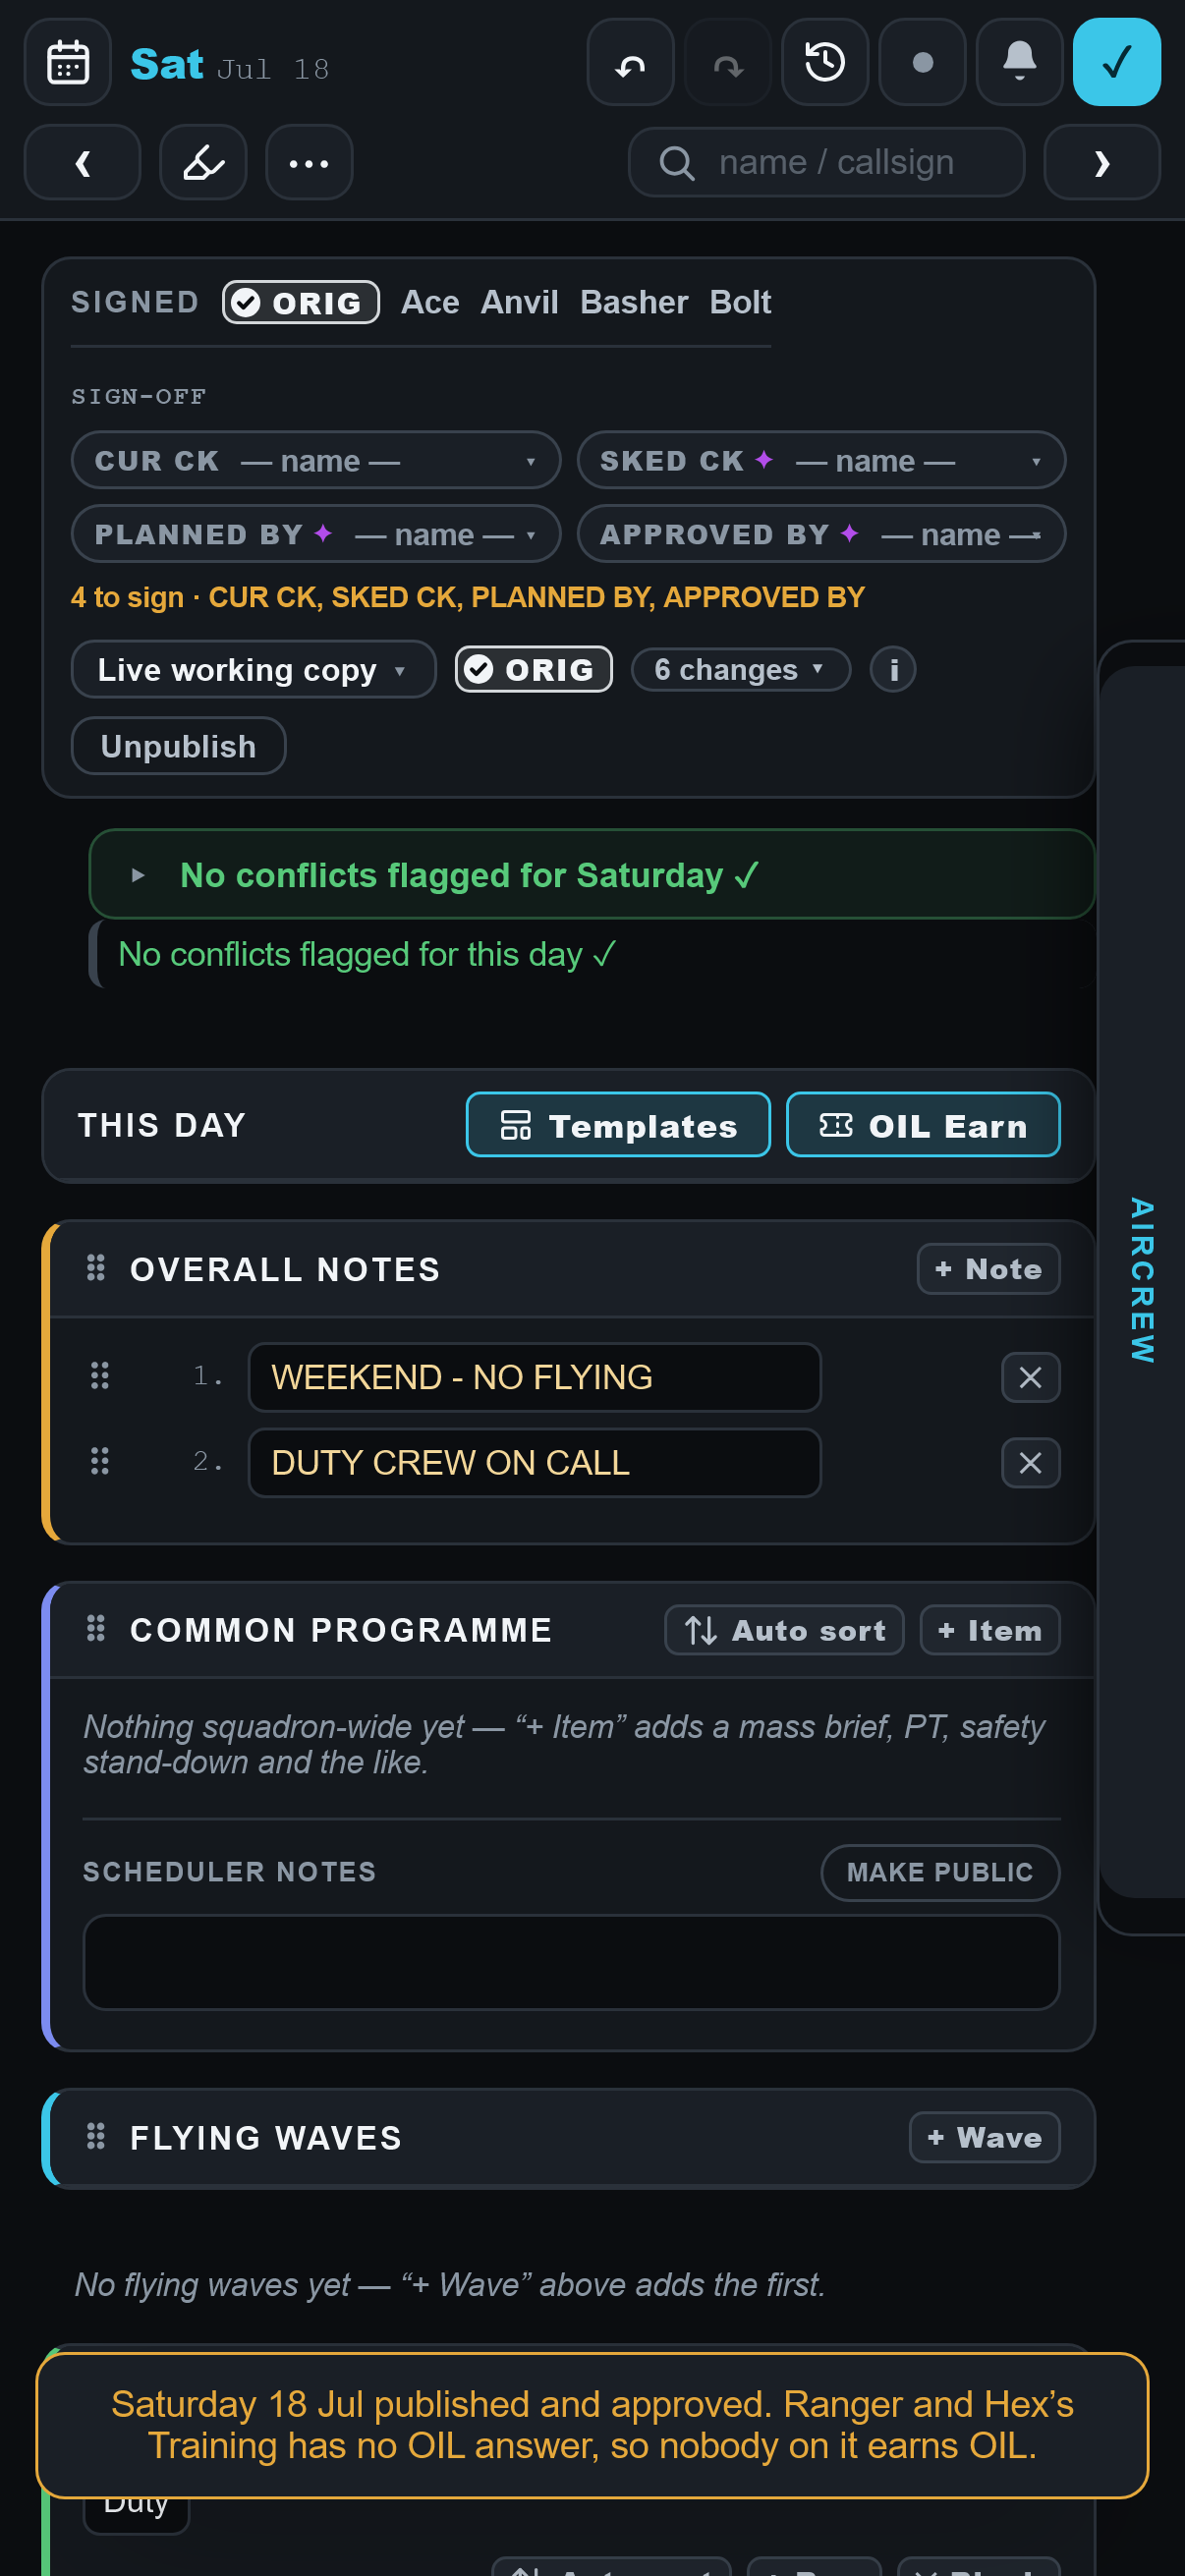 Sat Jul 18
name / callsign
SIGNED ORIG Ace Anvil Basher Bolt
SIGN-OFF
CUR CK — name —
SKED CK — name —
PLANNED BY — name —
APPROVED BY — name —
4 to sign · CUR CK, SKED CK, PLANNED BY, APPROVED BY
Live working copy ORIG 6 changes i
Unpublish
No conflicts flagged for Saturday ✓
No conflicts flagged for this day ✓
AIRCREW
THIS DAY Templates OIL Earn
OVERALL NOTES + Note
1. WEEKEND - NO FLYING
2. DUTY CREW ON CALL
COMMON PROGRAMME Auto sort + Item
Nothing squadron-wide yet — “+ Item” adds a mass brief, PT, safety
stand-down and the like.
SCHEDULER NOTES MAKE PUBLIC
FLYING WAVES + Wave
No flying waves yet — “+ Wave” above adds the first.
Saturday 18 Jul published and approved. Ranger and Hex’s
Training has no OIL answer, so nobody on it earns OIL.
Duty